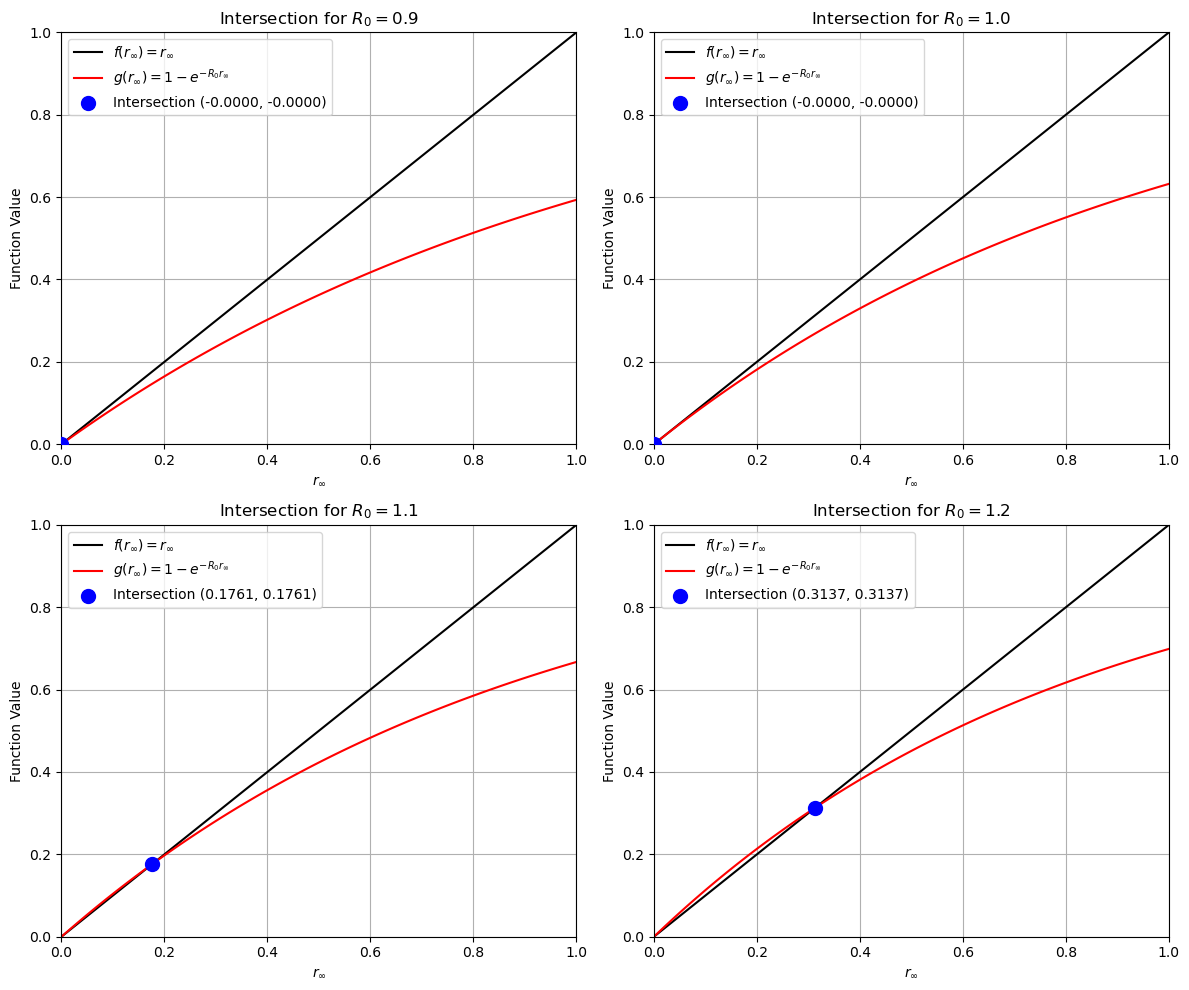 Intersection for $R_0 = 0.9$
$f(r_\infty) = r_\infty$
$g(r_\infty) = 1 - e^{-R_0 r_\infty}$
Intersection (-0.0000, -0.0000)
Function Value
1.0
0.8
0.6
0.4
0.2
0.0
0.0 0.2 0.4 0.6 0.8 1.0
$r_\infty$
Intersection for $R_0 = 1.0$
$f(r_\infty) = r_\infty$
$g(r_\infty) = 1 - e^{-R_0 r_\infty}$
Intersection (-0.0000, -0.0000)
Function Value
1.0
0.8
0.6
0.4
0.2
0.0
0.0 0.2 0.4 0.6 0.8 1.0
$r_\infty$
Intersection for $R_0 = 1.1$
$f(r_\infty) = r_\infty$
$g(r_\infty) = 1 - e^{-R_0 r_\infty}$
Intersection (0.1761, 0.1761)
Function Value
1.0
0.8
0.6
0.4
0.2
0.0
0.0 0.2 0.4 0.6 0.8 1.0
$r_\infty$
Intersection for $R_0 = 1.2$
$f(r_\infty) = r_\infty$
$g(r_\infty) = 1 - e^{-R_0 r_\infty}$
Intersection (0.3137, 0.3137)
Function Value
1.0
0.8
0.6
0.4
0.2
0.0
0.0 0.2 0.4 0.6 0.8 1.0
$r_\infty$